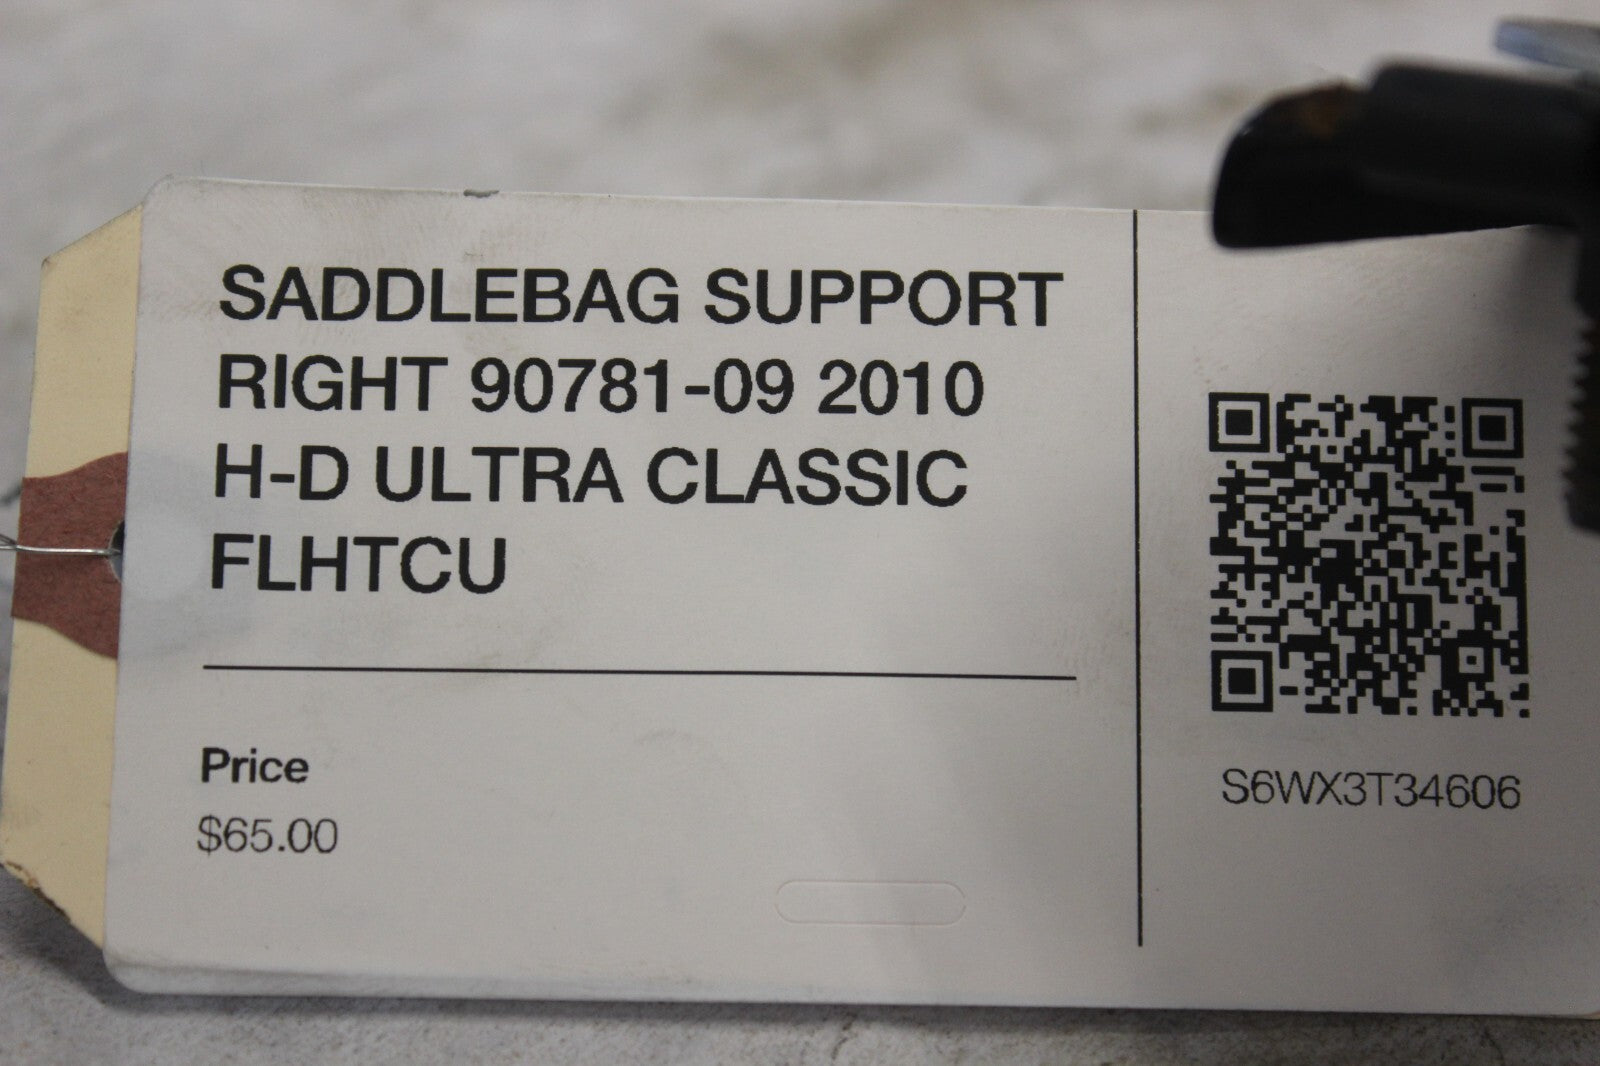 SADDLEBAG SUPPORT
RIGHT 90781-09 2010
H-D ULTRA CLASSIC
FLHTCU
Price
$65.00
S6WX3T34606